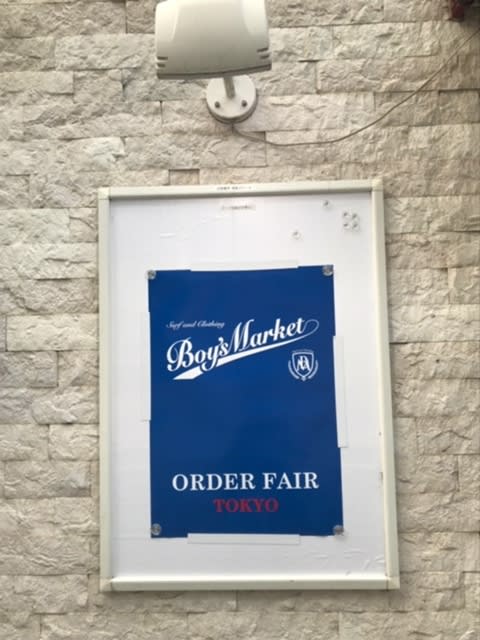 Surf and Clothing
Boy's Market
ORDER FAIR
TOKYO